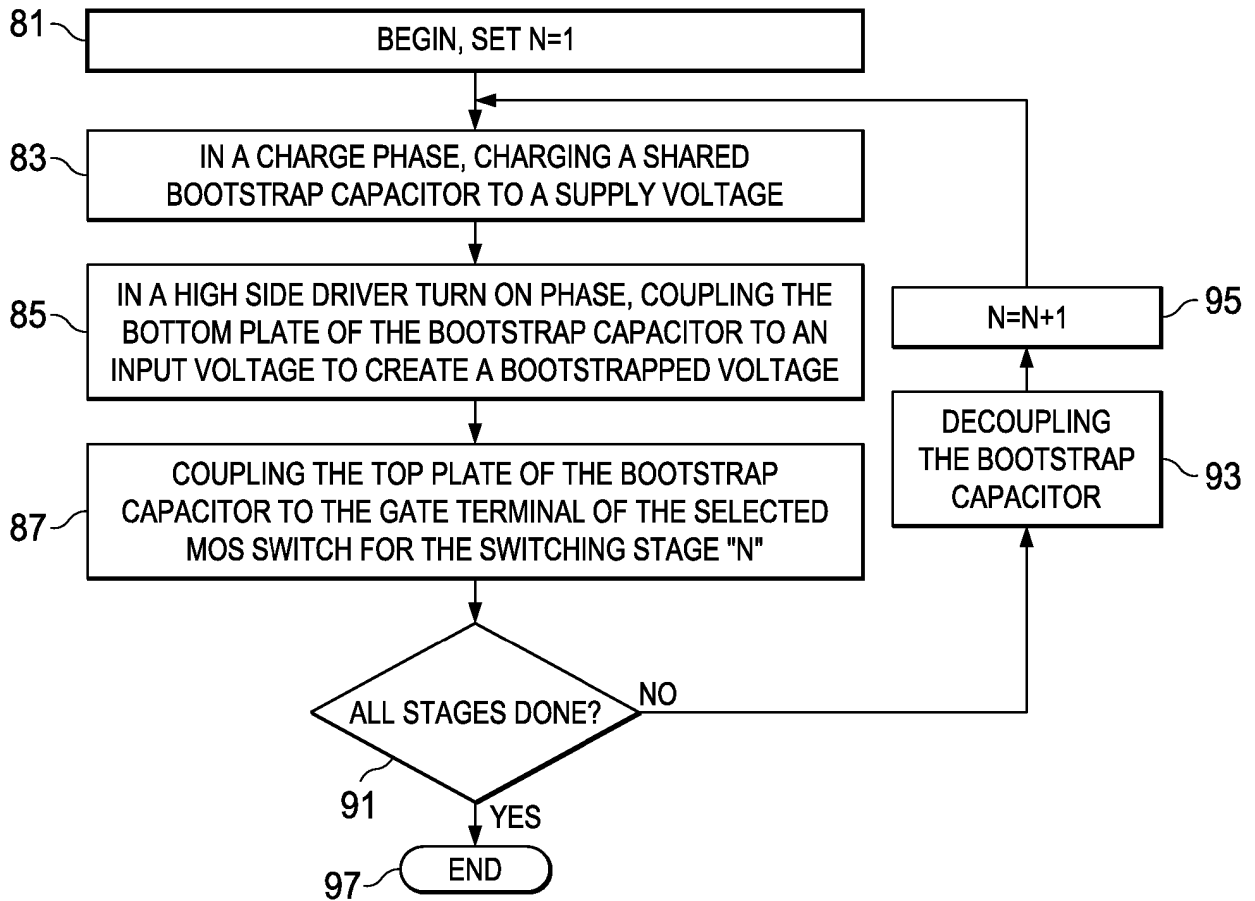 81
BEGIN, SET N=1
83
IN A CHARGE PHASE, CHARGING A SHARED
BOOTSTRAP CAPACITOR TO A SUPPLY VOLTAGE
85
IN A HIGH SIDE DRIVER TURN ON PHASE, COUPLING THE
BOTTOM PLATE OF THE BOOTSTRAP CAPACITOR TO AN
INPUT VOLTAGE TO CREATE A BOOTSTRAPPED VOLTAGE
87
COUPLING THE TOP PLATE OF THE BOOTSTRAP
CAPACITOR TO THE GATE TERMINAL OF THE SELECTED
MOS SWITCH FOR THE SWITCHING STAGE "N"
ALL STAGES DONE?
91
NO
YES
DECOUPLING
THE BOOTSTRAP
CAPACITOR
93
N=N+1
95
END
97